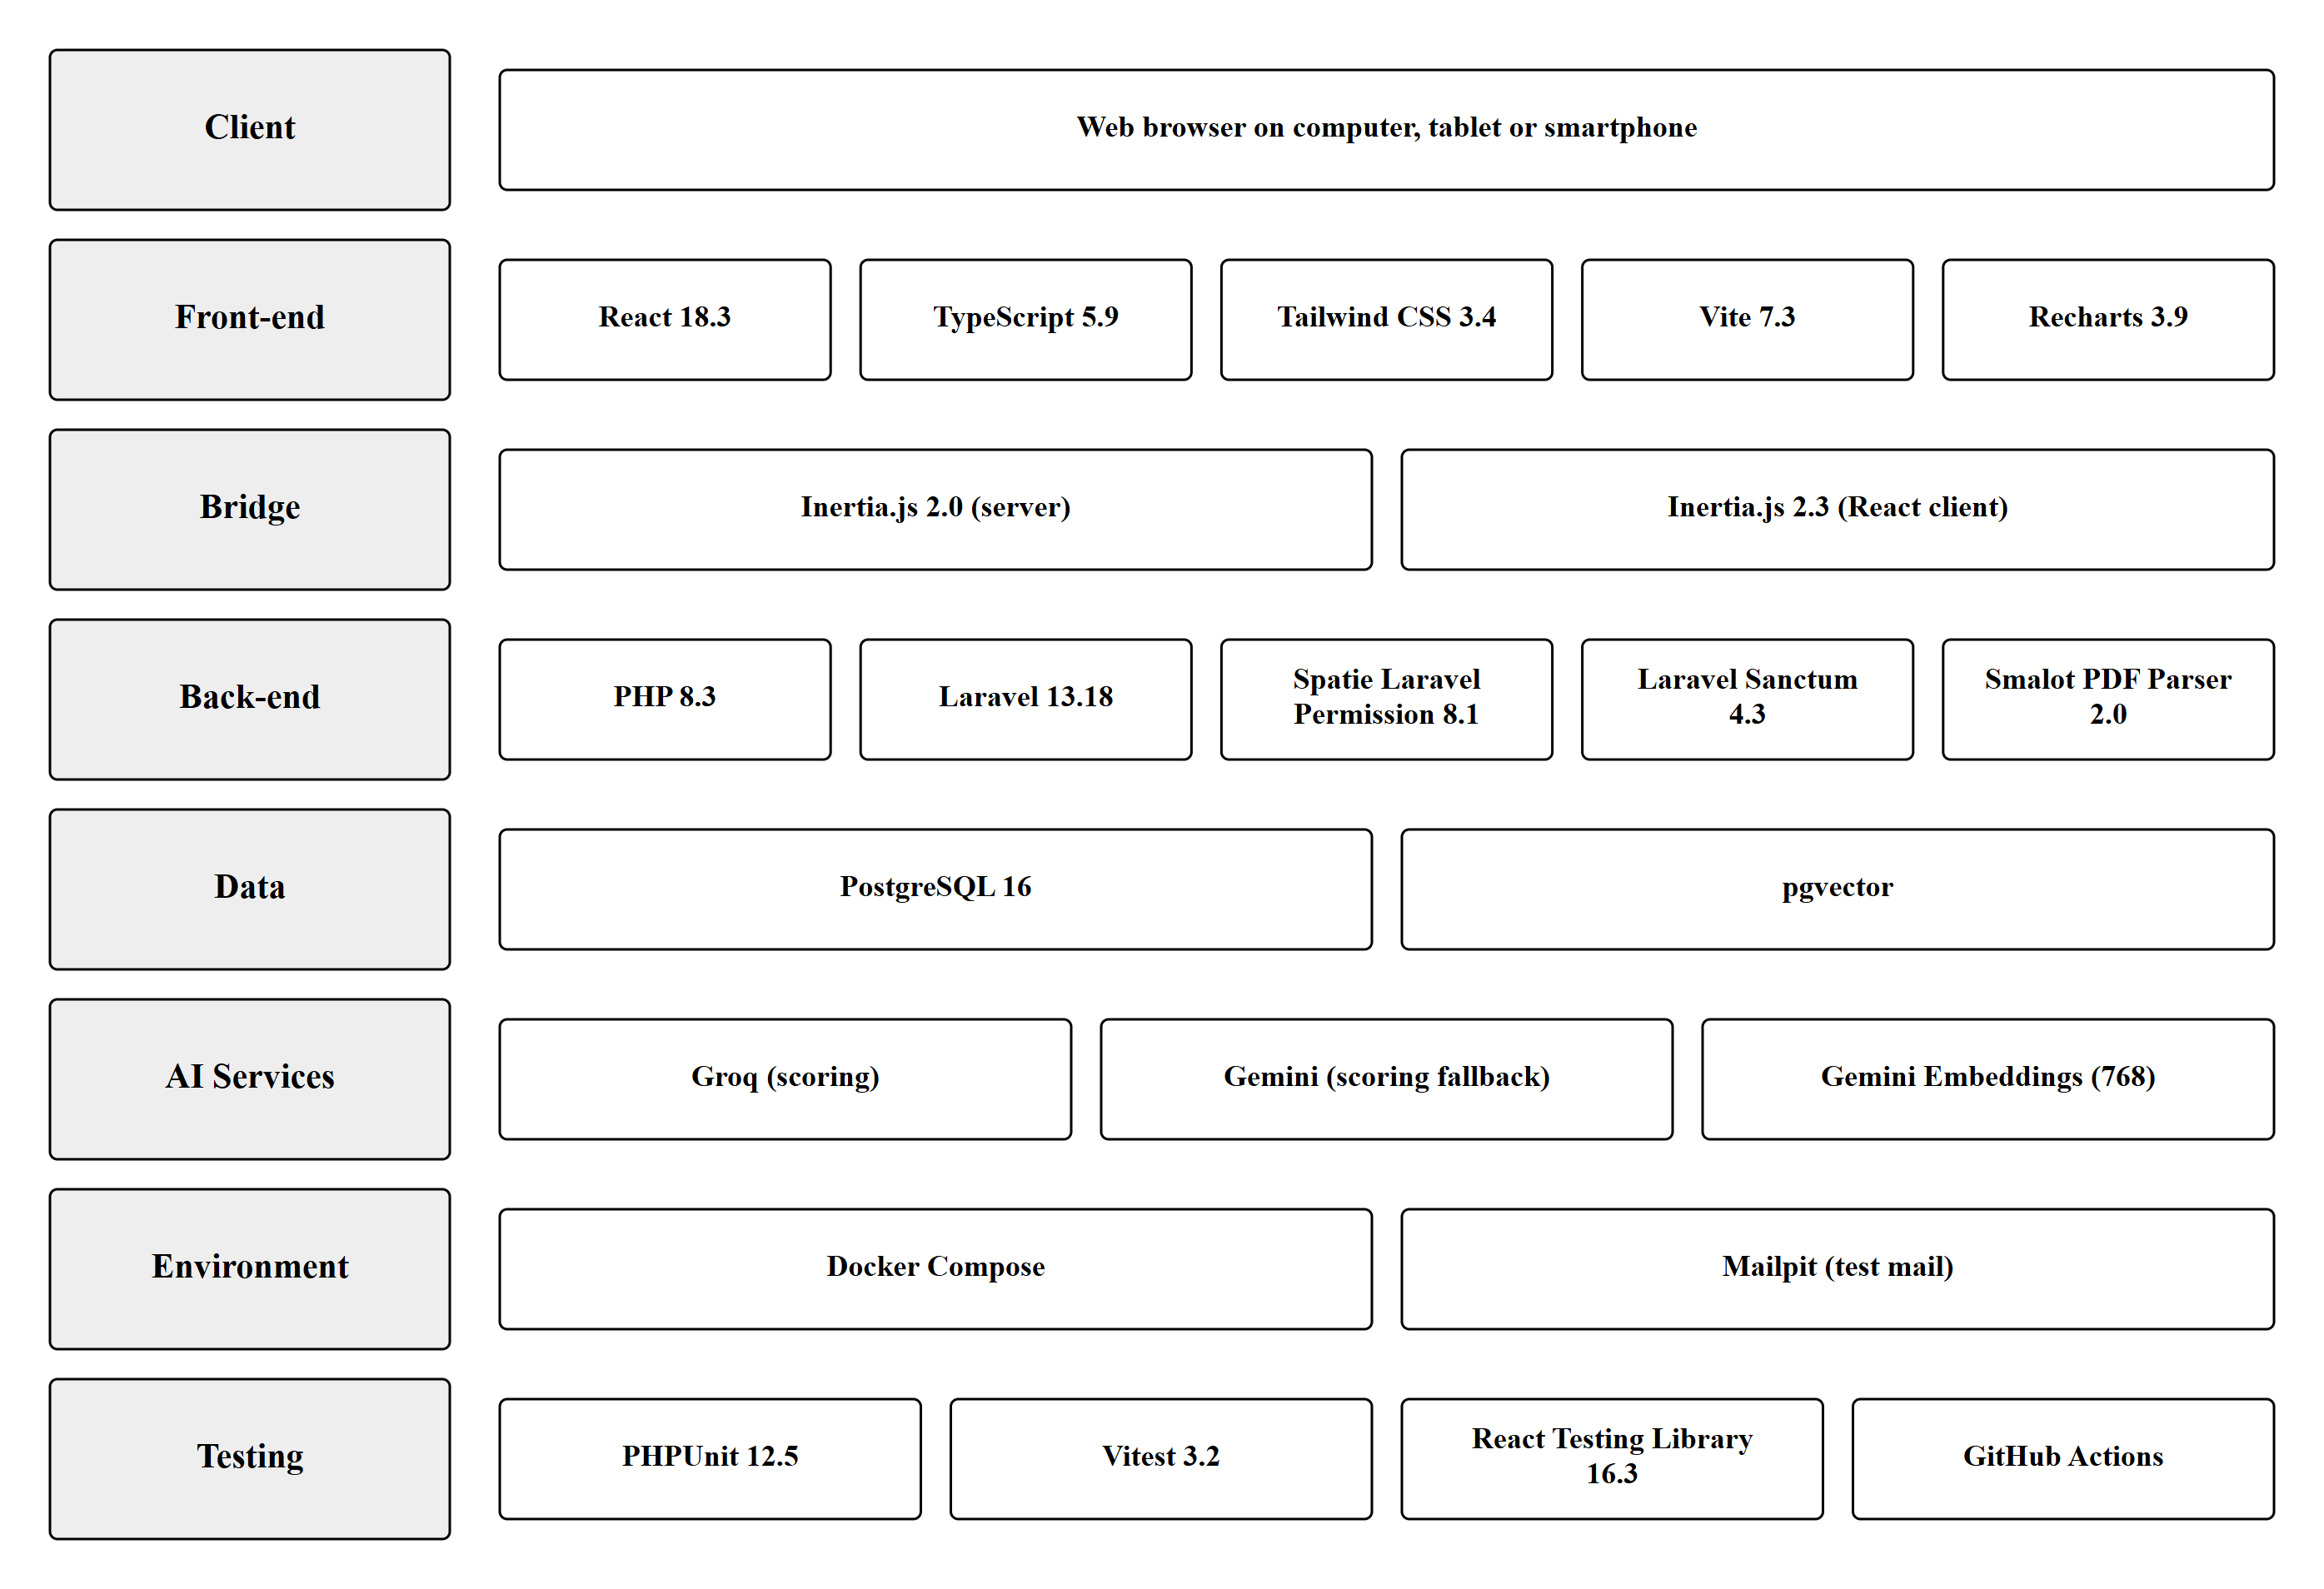 Client
Web browser on computer, tablet or smartphone
Front-end
React 18.3
TypeScript 5.9
Tailwind CSS 3.4
Vite 7.3
Recharts 3.9
Bridge
Inertia.js 2.0 (server)
Inertia.js 2.3 (React client)
Back-end
PHP 8.3
Laravel 13.18
Spatie Laravel
Permission 8.1
Laravel Sanctum
4.3
Smalot PDF Parser
2.0
Data
PostgreSQL 16
pgvector
AI Services
Groq (scoring)
Gemini (scoring fallback)
Gemini Embeddings (768)
Environment
Docker Compose
Mailpit (test mail)
Testing
PHPUnit 12.5
Vitest 3.2
React Testing Library
16.3
GitHub Actions